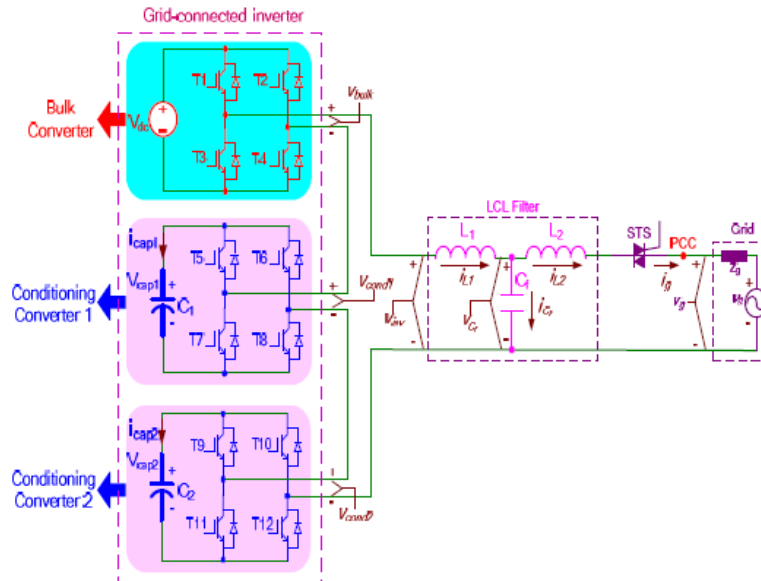 Grid-connected inverter
Bulk
Converter
Vdc
T1
T2
T3
T4
+
-
Vbulk
Conditioning
Converter 1
icap1
Vcap1
C1
T5
T6
T7
T8
+
-
Vcond1
Conditioning
Converter 2
icap2
Vcap2
C2
T9
T10
T11
T12
-
Vcond2
LCL Filter
L1
L2
iL1
iL2
Cf
iCf
VCf
Vinv
+
-
STS
PCC
ig
vg
+
-
Grid
Zg